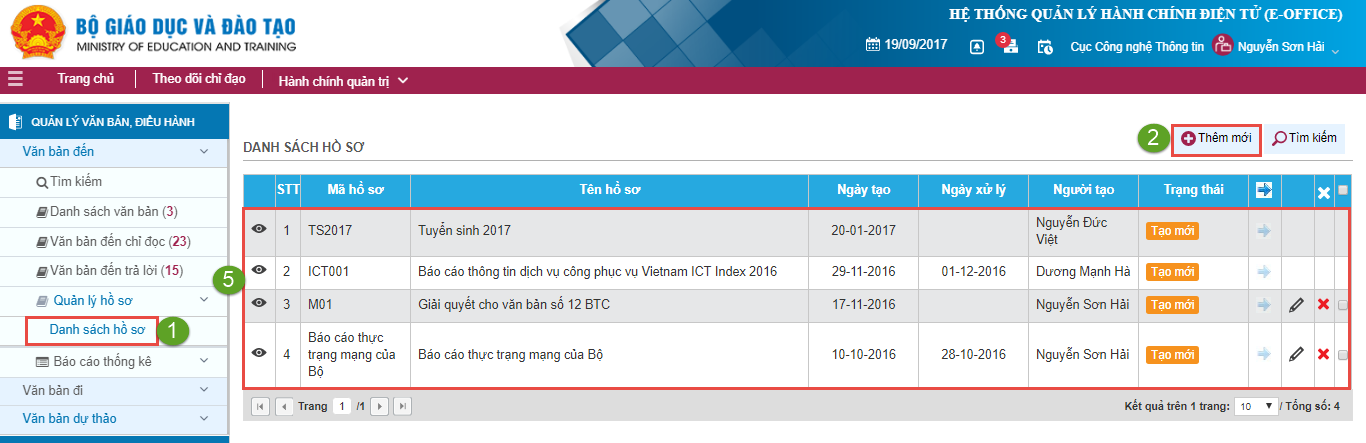 BỘ GIÁO DỤC VÀ ĐÀO TẠO
MINISTRY OF EDUCATION AND TRAINING
HỆ THỐNG QUẢN LÝ HÀNH CHÍNH ĐIỆN TỬ (E-OFFICE)
19/09/2017 3 Cục Công nghệ Thông tin Nguyễn Sơn Hải
Trang chủ Theo dõi chỉ đạo Hành chính quản trị
QUẢN LÝ VĂN BẢN, ĐIỀU HÀNH
Văn bản đến
Tìm kiếm
Danh sách văn bản (3)
Văn bản đến chỉ đọc (23)
Văn bản đến trả lời (15)
Quản lý hồ sơ
Danh sách hồ sơ 1
Báo cáo thống kê
Văn bản đi
Văn bản dự thảo
DANH SÁCH HỒ SƠ
2 Thêm mới Tìm kiếm
STT Mã hồ sơ Tên hồ sơ Ngày tạo Ngày xử lý Người tạo Trạng thái
5
1 TS2017 Tuyển sinh 2017 20-01-2017 Nguyễn Đức Việt Tạo mới
2 ICT001 Báo cáo thông tin dịch vụ công phục vụ Vietnam ICT Index 2016 29-11-2016 01-12-2016 Dương Mạnh Hà Tạo mới
3 M01 Giải quyết cho văn bản số 12 BTC 17-11-2016 Nguyễn Sơn Hải Tạo mới
4 Báo cáo thực trạng mạng của Bộ Báo cáo thực trạng mạng của Bộ 10-10-2016 28-10-2016 Nguyễn Sơn Hải Tạo mới
Trang 1 /1 Kết quả trên 1 trang: 10 / Tổng số: 4